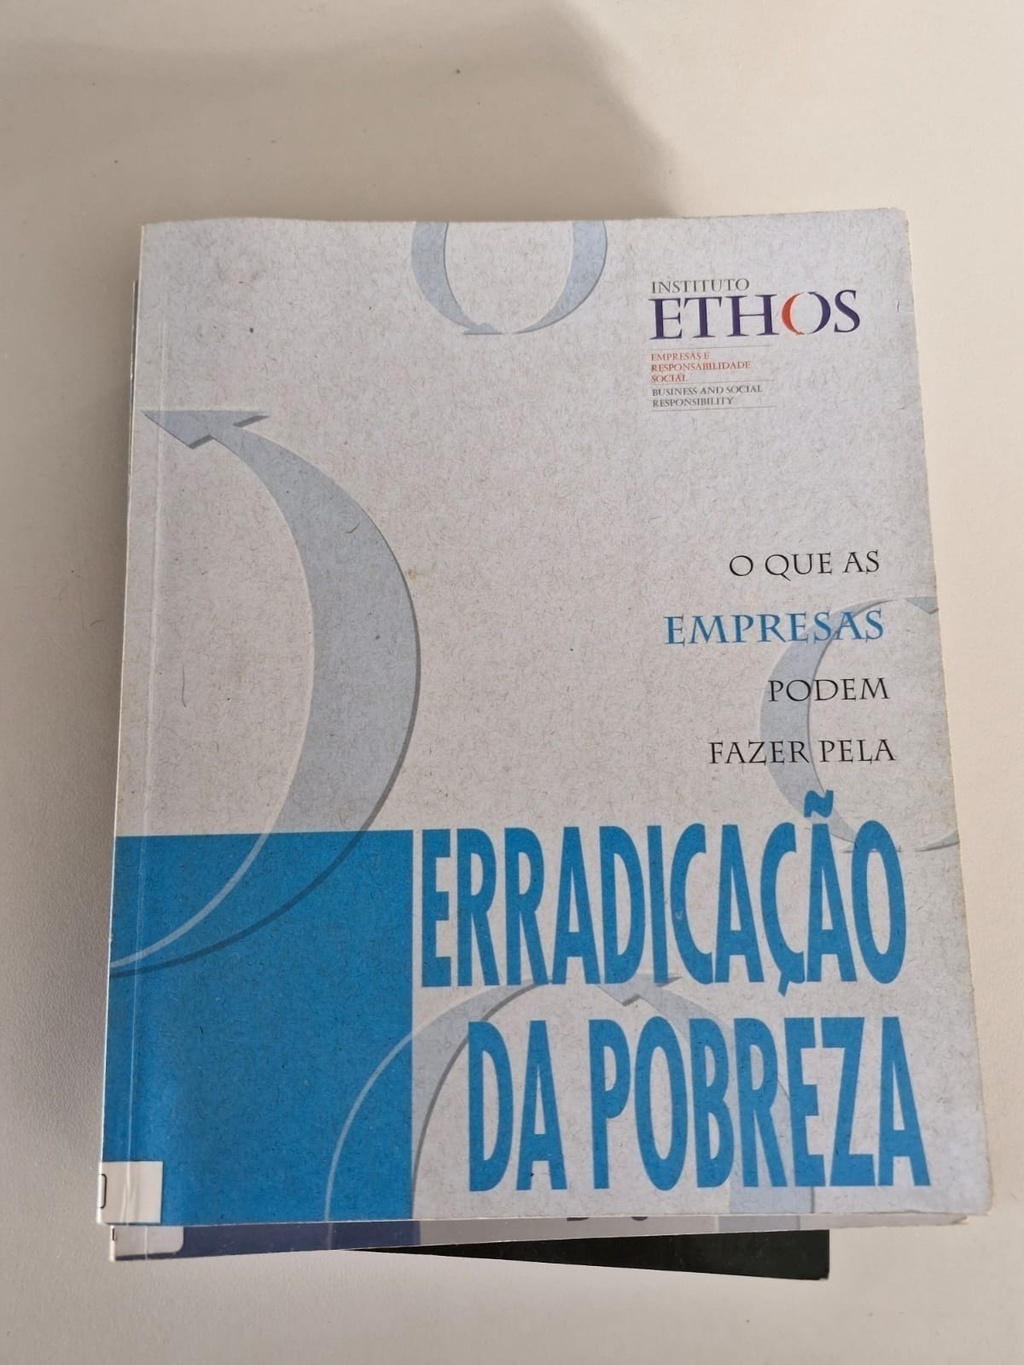 INSTITUTO
ETHOS
EMPRESAS E
RESPONSABILIDADE
SOCIAL
BUSINESS AND SOCIAL
RESPONSIBILITY
O QUE AS
EMPRESAS
PODEM
FAZER PELA
ERRADICAÇÃO
DA POBREZA